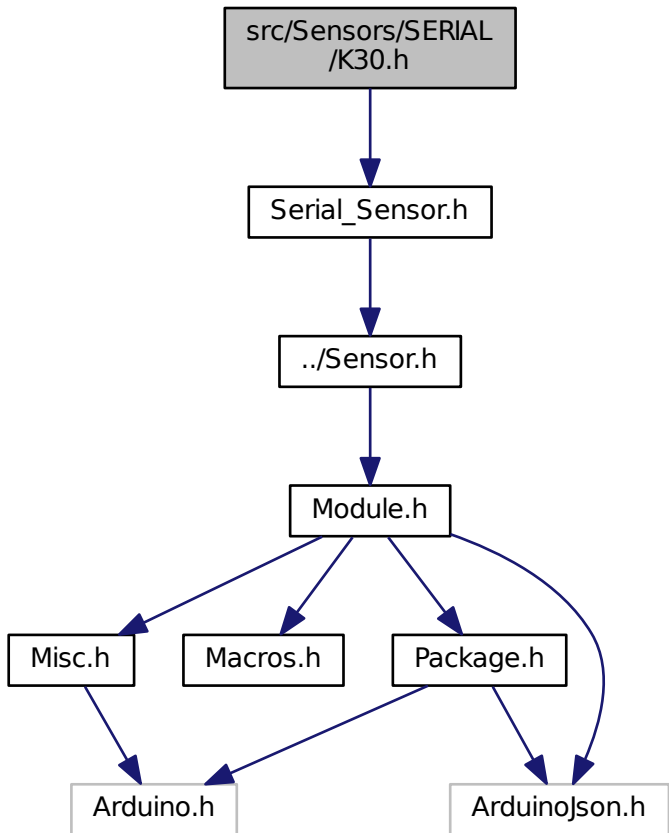 src/Sensors/SERIAL
/K30.h
Serial_Sensor.h
../Sensor.h
Module.h
Misc.h
Macros.h
Package.h
Arduino.h
ArduinoJson.h